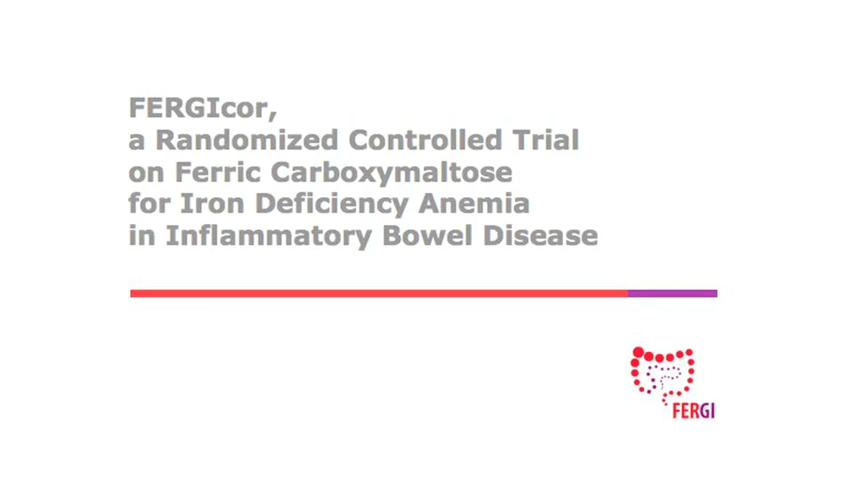 FERGIcor,
a Randomized Controlled Trial
on Ferric Carboxymaltose
for Iron Deficiency Anemia
in Inflammatory Bowel Disease
FERGI